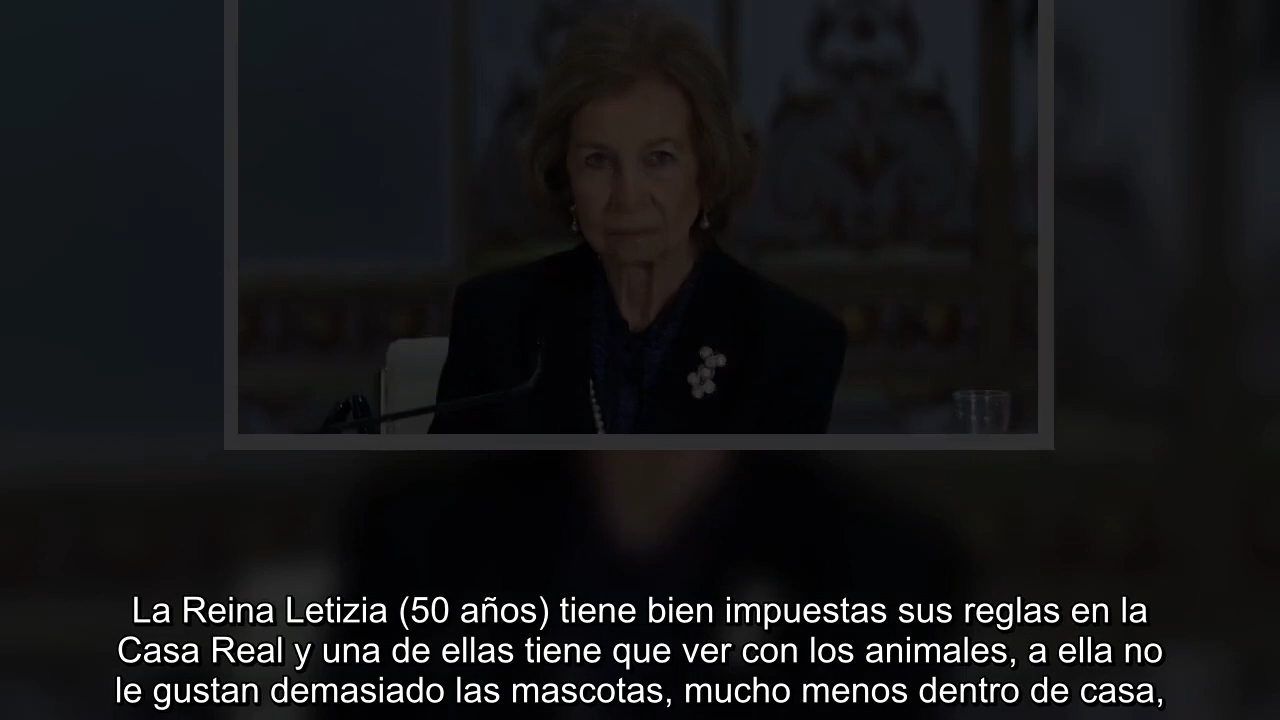 La Reina Letizia (50 años) tiene bien impuestas sus reglas en la
Casa Real y una de ellas tiene que ver con los animales, a ella no
le gustan demasiado las mascotas, mucho menos dentro de casa,